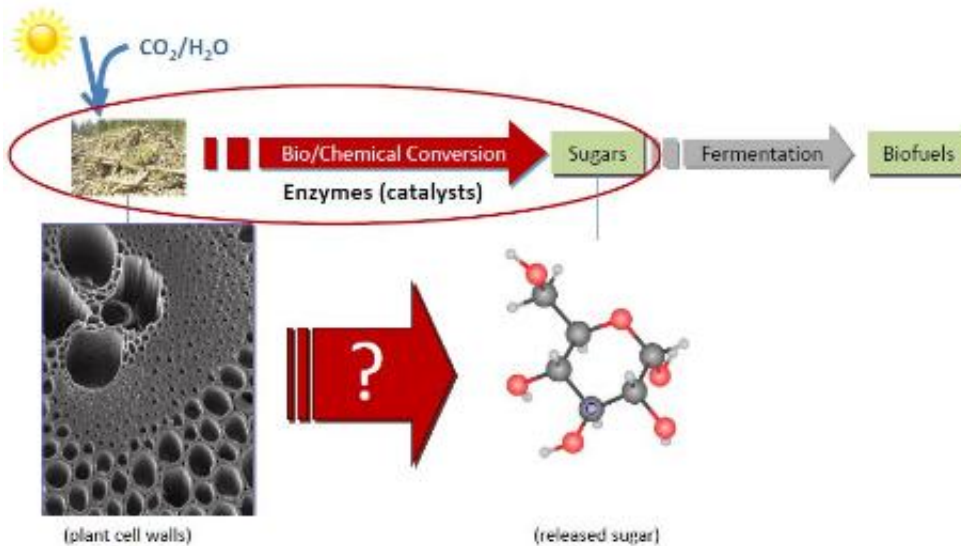 CO₂/H₂O
Bio/Chemical Conversion
Sugars
Fermentation
Biofuels
Enzymes (catalysts)
?
(plant cell walls)
(released sugar)